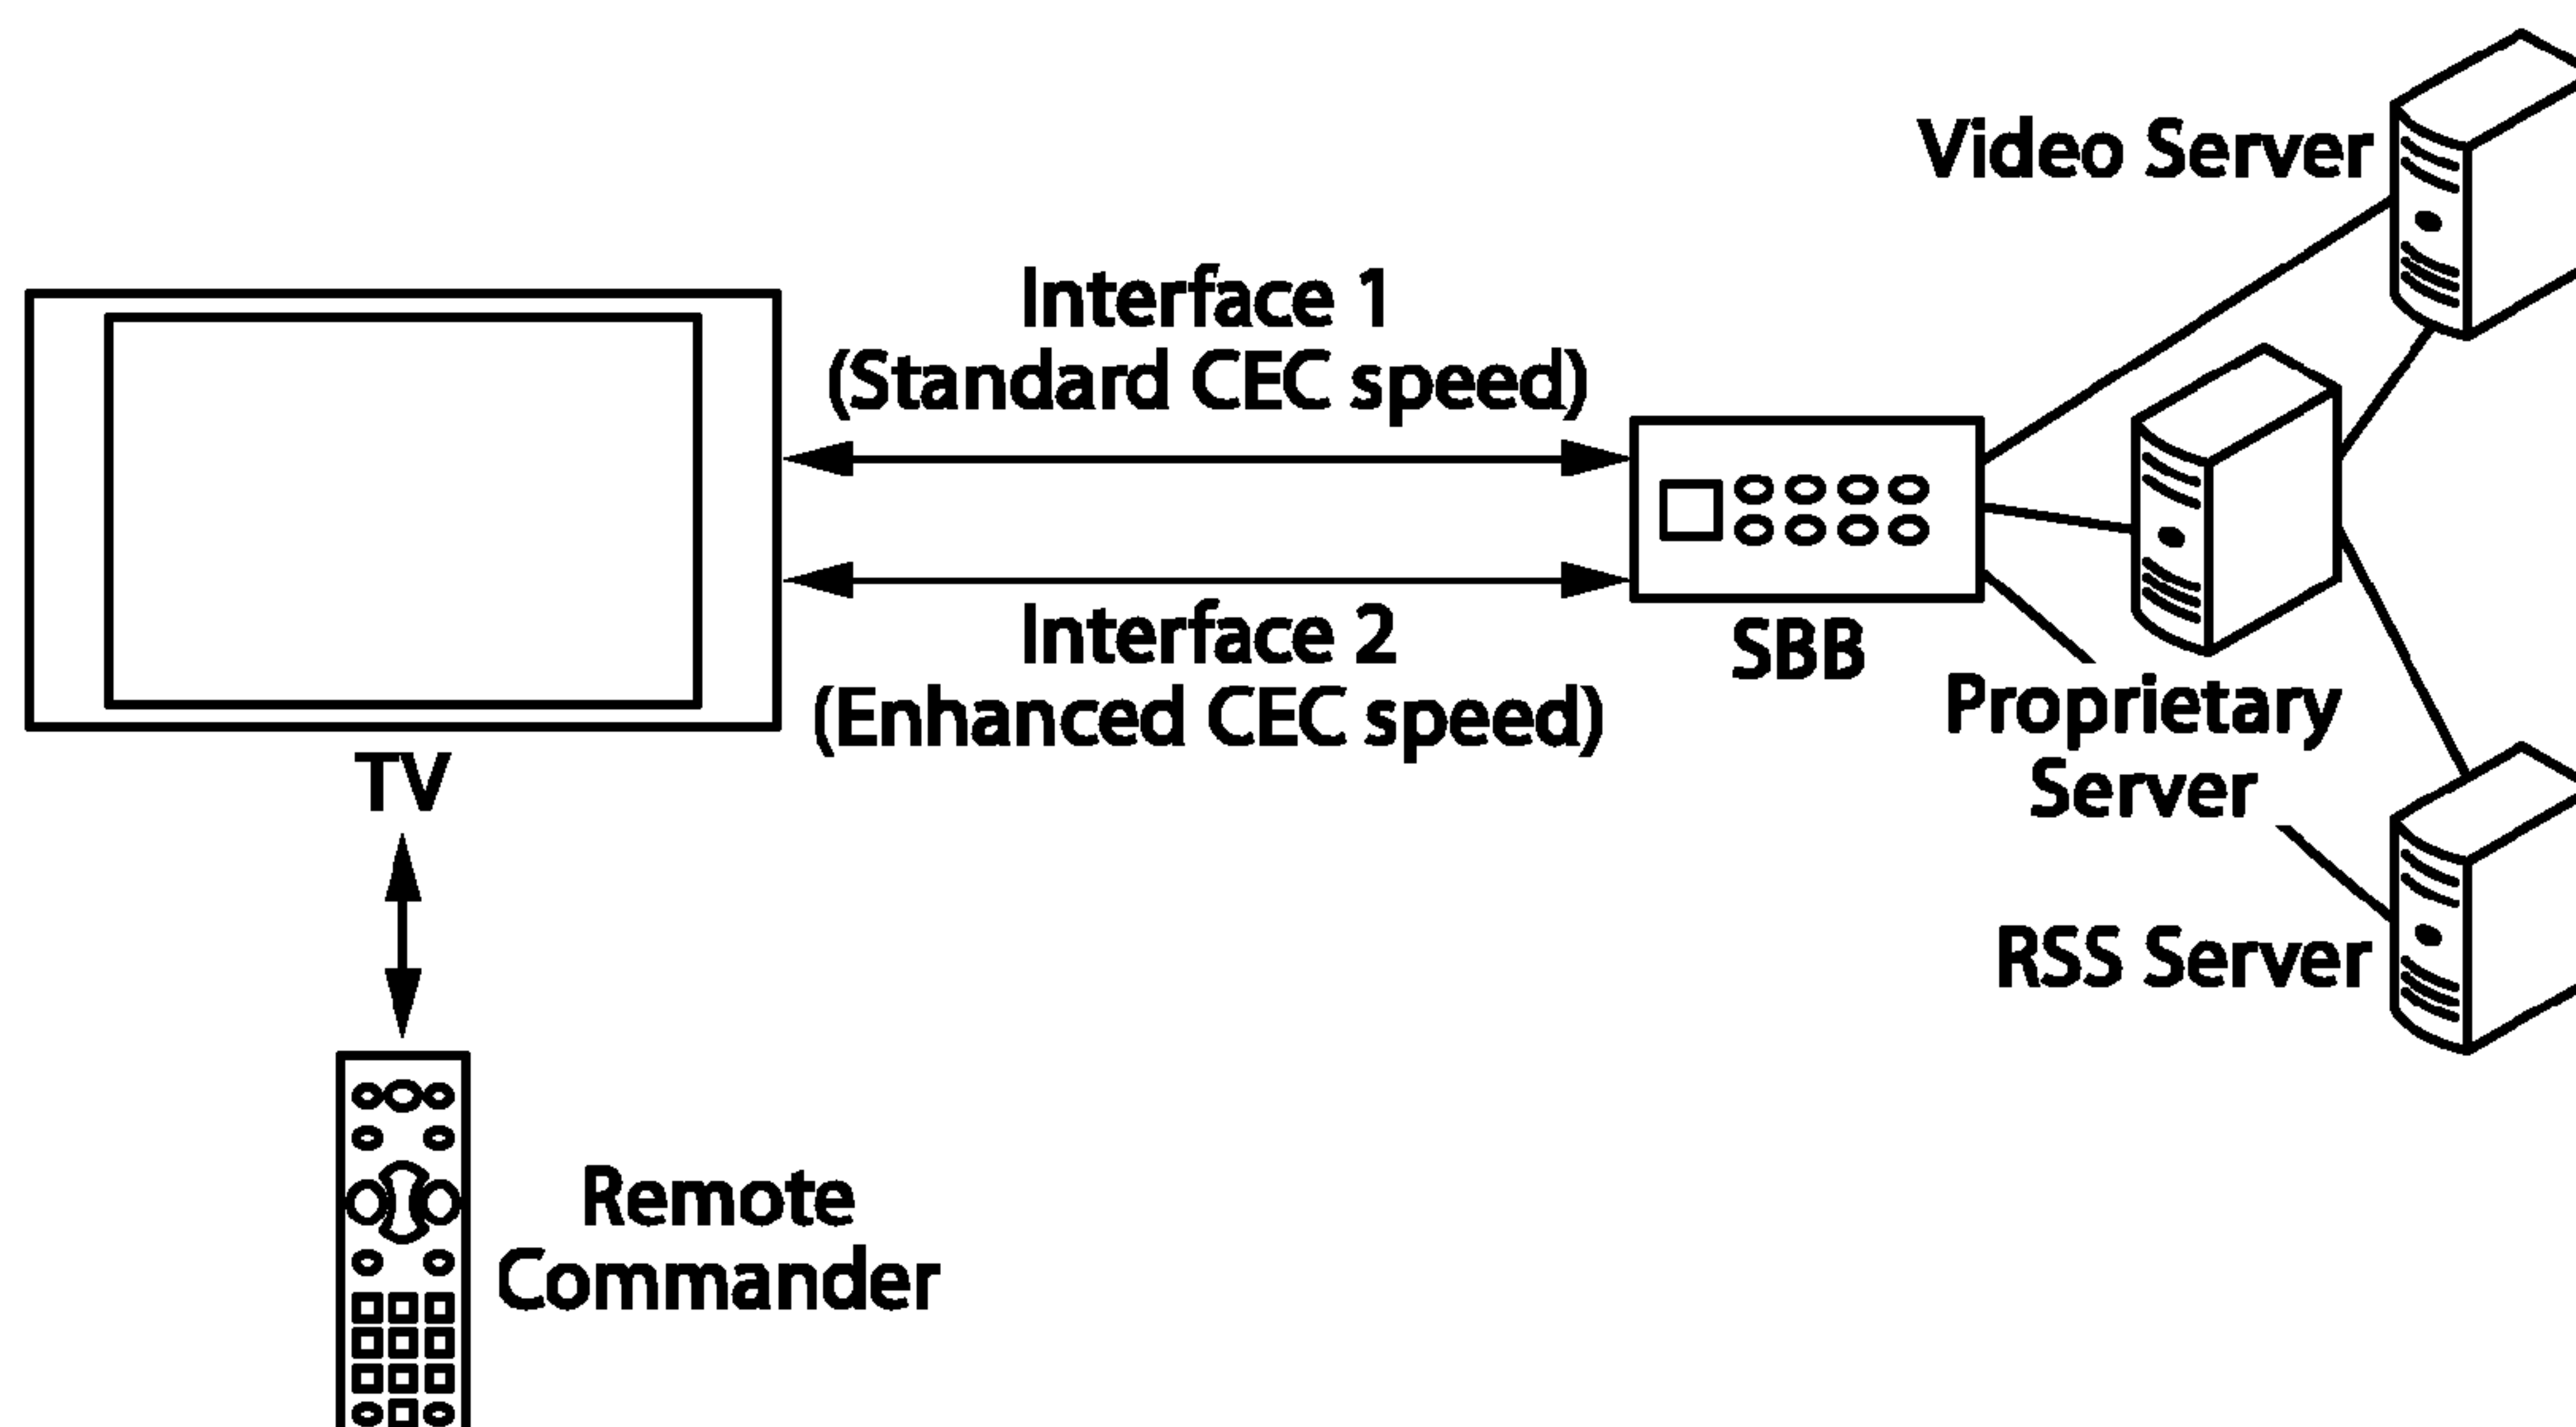 Video Server
Interface 1
(Standard CEC speed)
Interface 2
(Enhanced CEC speed)
SBB
Proprietary
Server
TV
RSS Server
Remote
Commander